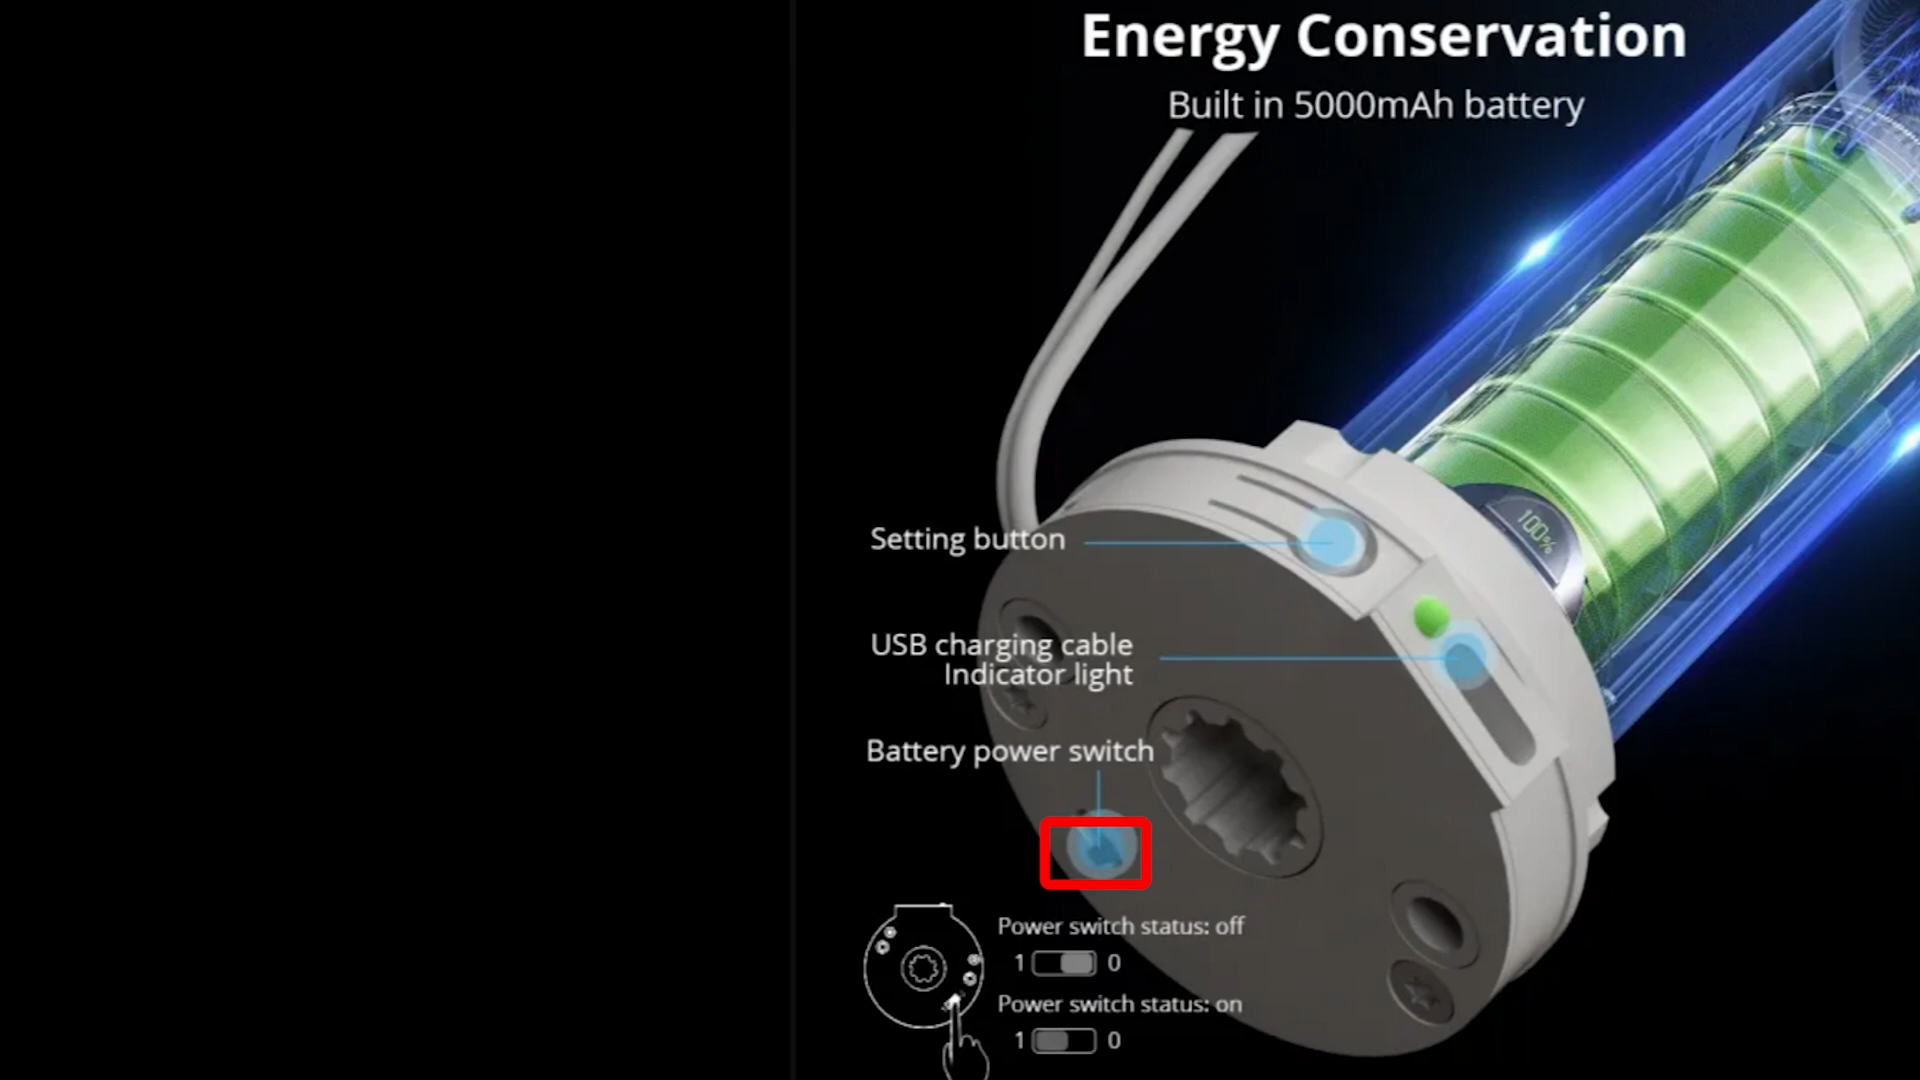 Energy Conservation
Built in 5000mAh battery
100%
Setting button
USB charging cable
Indicator light
Battery power switch
Power switch status: off
1 0
Power switch status: on
1 0